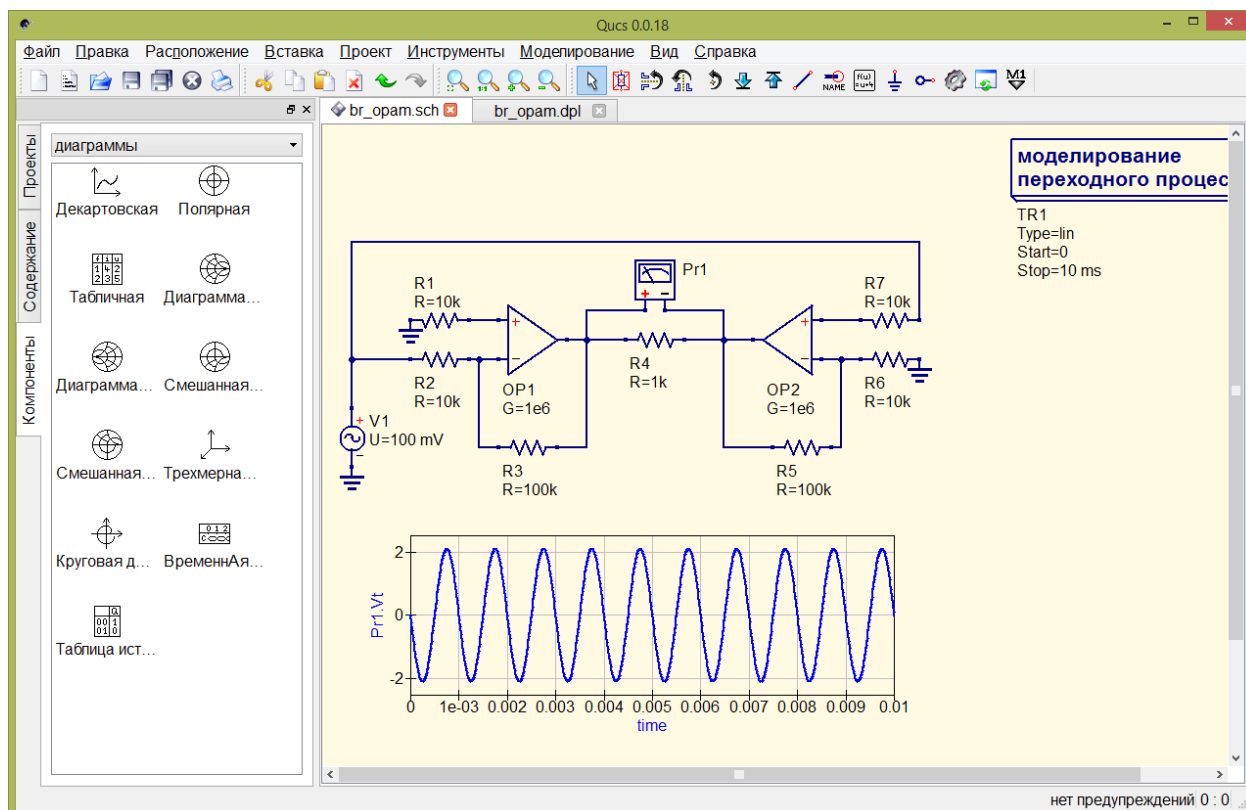 Qucs 0.0.18
Файл Правка Расположение Вставка Проект Инструменты Моделирование Вид Справка
1:1 NAME f(ω) =u+4 M1
br_opam.sch br_opam.dpl
Проекты
Содержание
Компоненты
диаграммы
Декартовская Полярная
Табличная Диаграмма...
Диаграмма... Смешанная...
Смешанная... Трехмерна...
Круговая д... ВременнАя...
Таблица ист...
моделирование
переходного процес
TR1
Type=lin
Start=0
Stop=10 ms
Pr1
R1
R=10k
R7
R=10k
R2
R=10k
OP1
G=1e6
R4
R=1k
OP2
G=1e6
R6
R=10k
V1
U=100 mV
R3
R=100k
R5
R=100k
Pr1.Vt
2
0
-2
0 1e-03 0.002 0.003 0.004 0.005 0.006 0.007 0.008 0.009 0.01
time
нет предупреждений 0 : 0